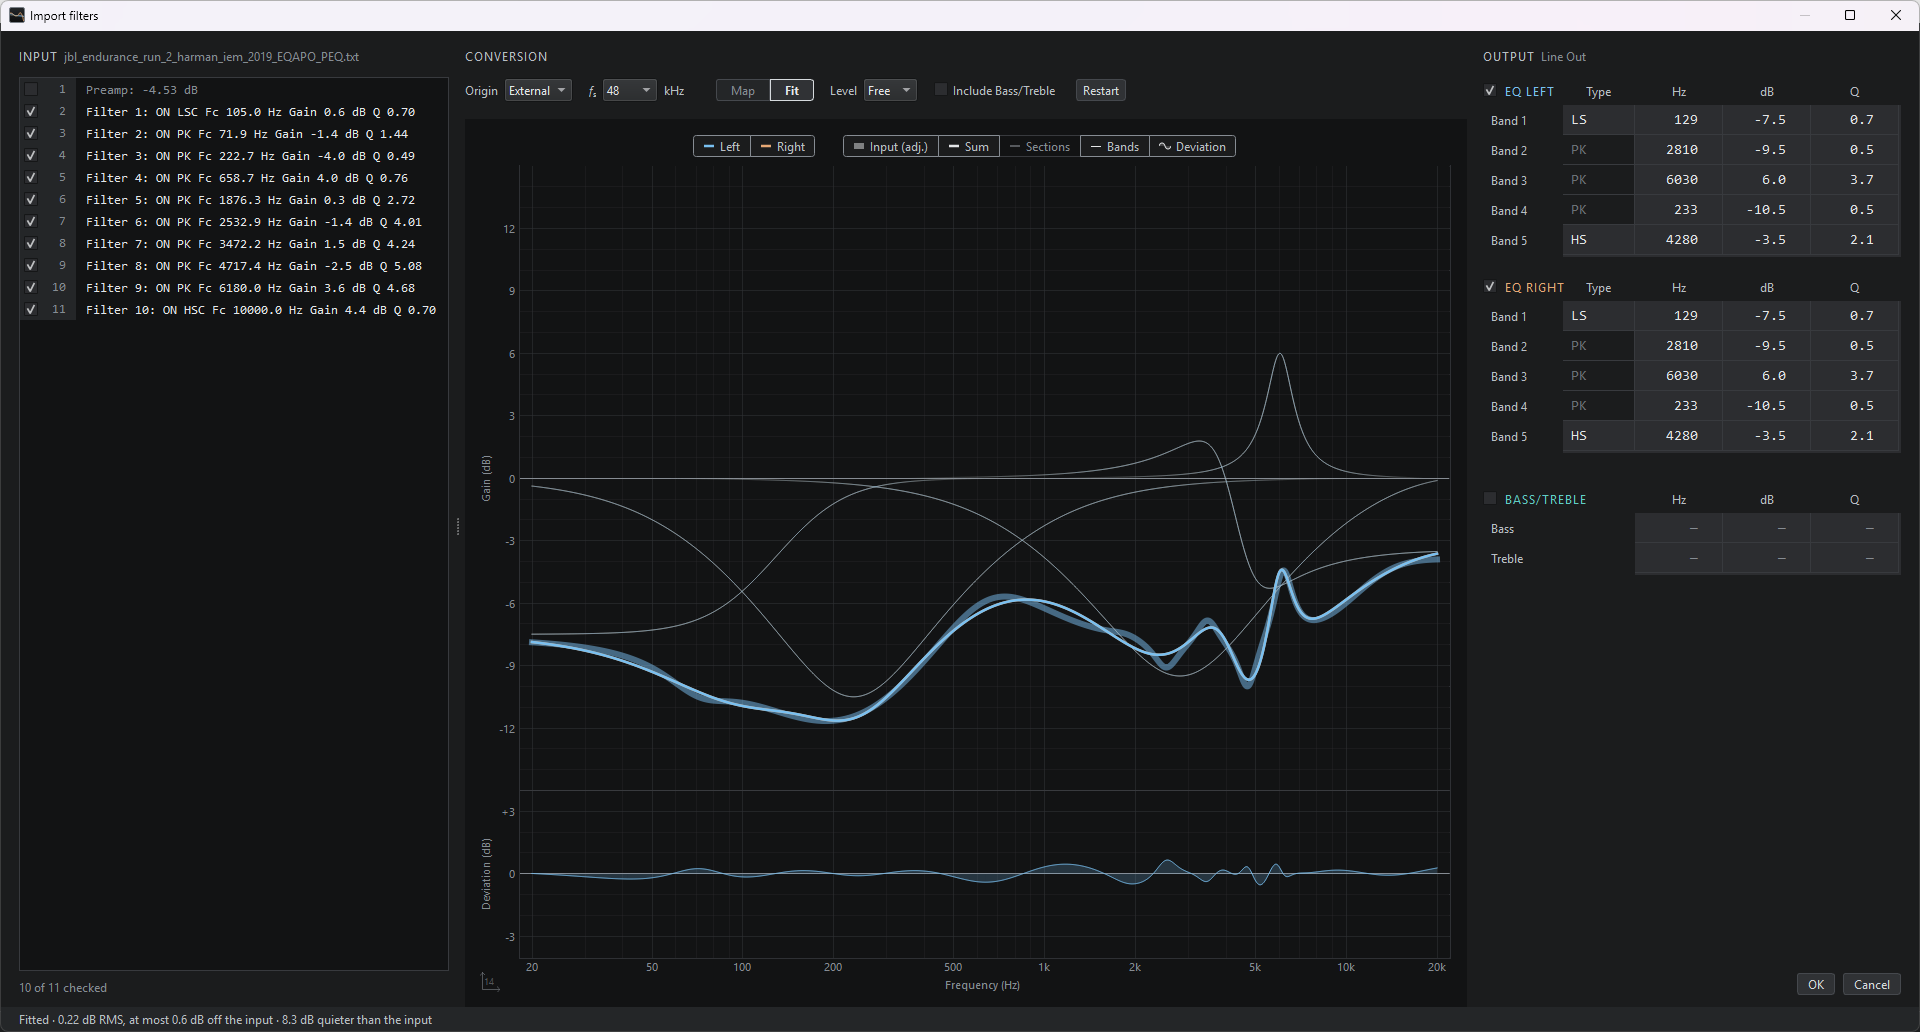 Import filters
INPUT jbl_endurance_run_2_harman_iem_2019_EQAPO_PEQ.txt
1 Preamp: -4.53 dB
2 Filter 1: ON LSC Fc 105.0 Hz Gain 0.6 dB Q 0.70
3 Filter 2: ON PK Fc 71.9 Hz Gain -1.4 dB Q 1.44
4 Filter 3: ON PK Fc 222.7 Hz Gain -4.0 dB Q 0.49
5 Filter 4: ON PK Fc 658.7 Hz Gain 4.0 dB Q 0.76
6 Filter 5: ON PK Fc 1876.3 Hz Gain 0.3 dB Q 2.72
7 Filter 6: ON PK Fc 2532.9 Hz Gain -1.4 dB Q 4.01
8 Filter 7: ON PK Fc 3472.2 Hz Gain 1.5 dB Q 4.24
9 Filter 8: ON PK Fc 4717.4 Hz Gain -2.5 dB Q 5.08
10 Filter 9: ON PK Fc 6180.0 Hz Gain 3.6 dB Q 4.68
11 Filter 10: ON HSC Fc 10000.0 Hz Gain 4.4 dB Q 0.70
10 of 11 checked
CONVERSION
Origin External fs 48 kHz Map Fit Level Free Include Bass/Treble Restart
Left Right Input (adj.) Sum Sections Bands Deviation
12
9
6
3
0
-3
-6
-9
-12
Gain (dB)
+3
0
-3
Deviation (dB)
20 50 100 200 500 1k 2k 5k 10k 20k
14
Frequency (Hz)
OUTPUT Line Out
EQ LEFT Type Hz dB Q
Band 1 LS 129 -7.5 0.7
Band 2 PK 2810 -9.5 0.5
Band 3 PK 6030 6.0 3.7
Band 4 PK 233 -10.5 0.5
Band 5 HS 4280 -3.5 2.1
EQ RIGHT Type Hz dB Q
Band 1 LS 129 -7.5 0.7
Band 2 PK 2810 -9.5 0.5
Band 3 PK 6030 6.0 3.7
Band 4 PK 233 -10.5 0.5
Band 5 HS 4280 -3.5 2.1
BASS/TREBLE Hz dB Q
Bass – – –
Treble – – –
OK Cancel
Fitted · 0.22 dB RMS, at most 0.6 dB off the input · 8.3 dB quieter than the input